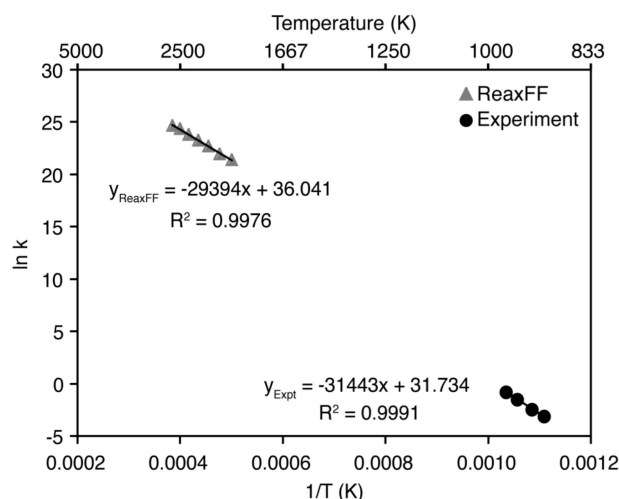 Temperature (K)
5000 2500 1667 1250 1000 833
30
25
20
15
10
5
0
-5
ln k
ReaxFF
Experiment
y_ReaxFF = -29394x + 36.041
R² = 0.9976
y_Expt = -31443x + 31.734
R² = 0.9991
0.0002 0.0004 0.0006 0.0008 0.0010 0.0012
1/T (K)